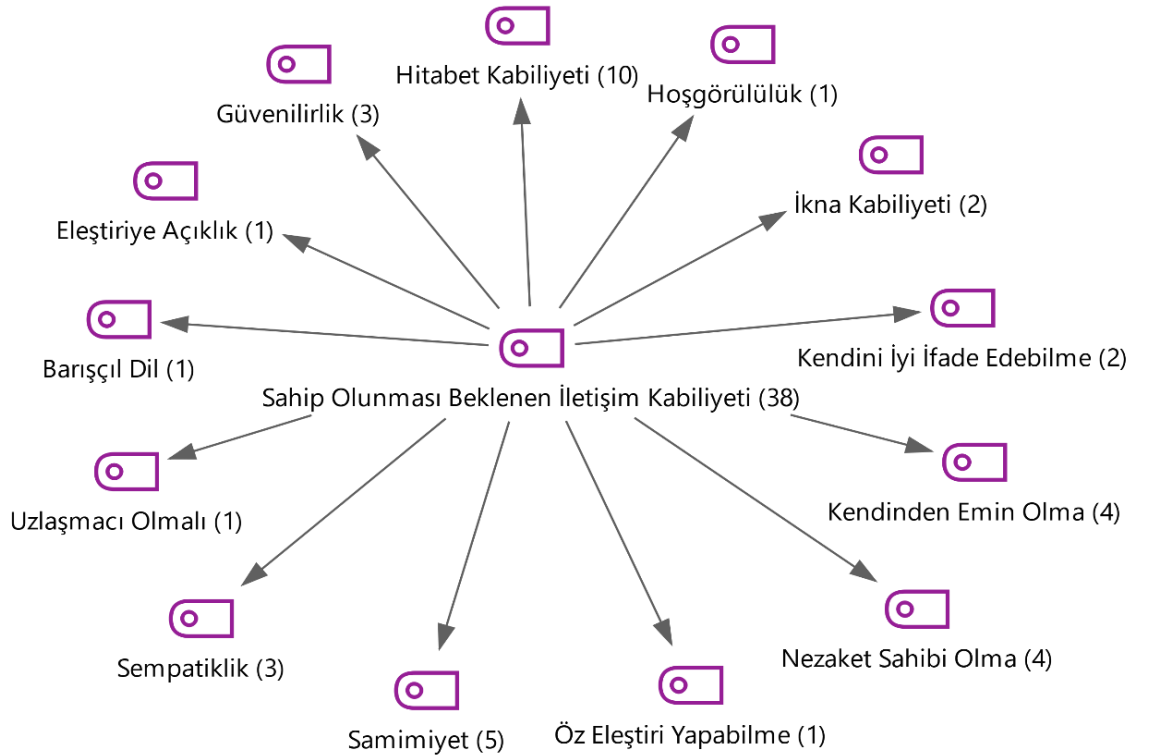 Hitabet Kabiliyeti (10)
Hoşgörülülük (1)
Güvenilirlik (3)
İkna Kabiliyeti (2)
Eleştiriye Açıklık (1)
Kendini İyi İfade Edebilme (2)
Barışçıl Dil (1)
Sahip Olunması Beklenen İletişim Kabiliyeti (38)
Kendinden Emin Olma (4)
Uzlaşmacı Olmalı (1)
Nezaket Sahibi Olma (4)
Sempatiklik (3)
Öz Eleştiri Yapabilme (1)
Samimiyet (5)